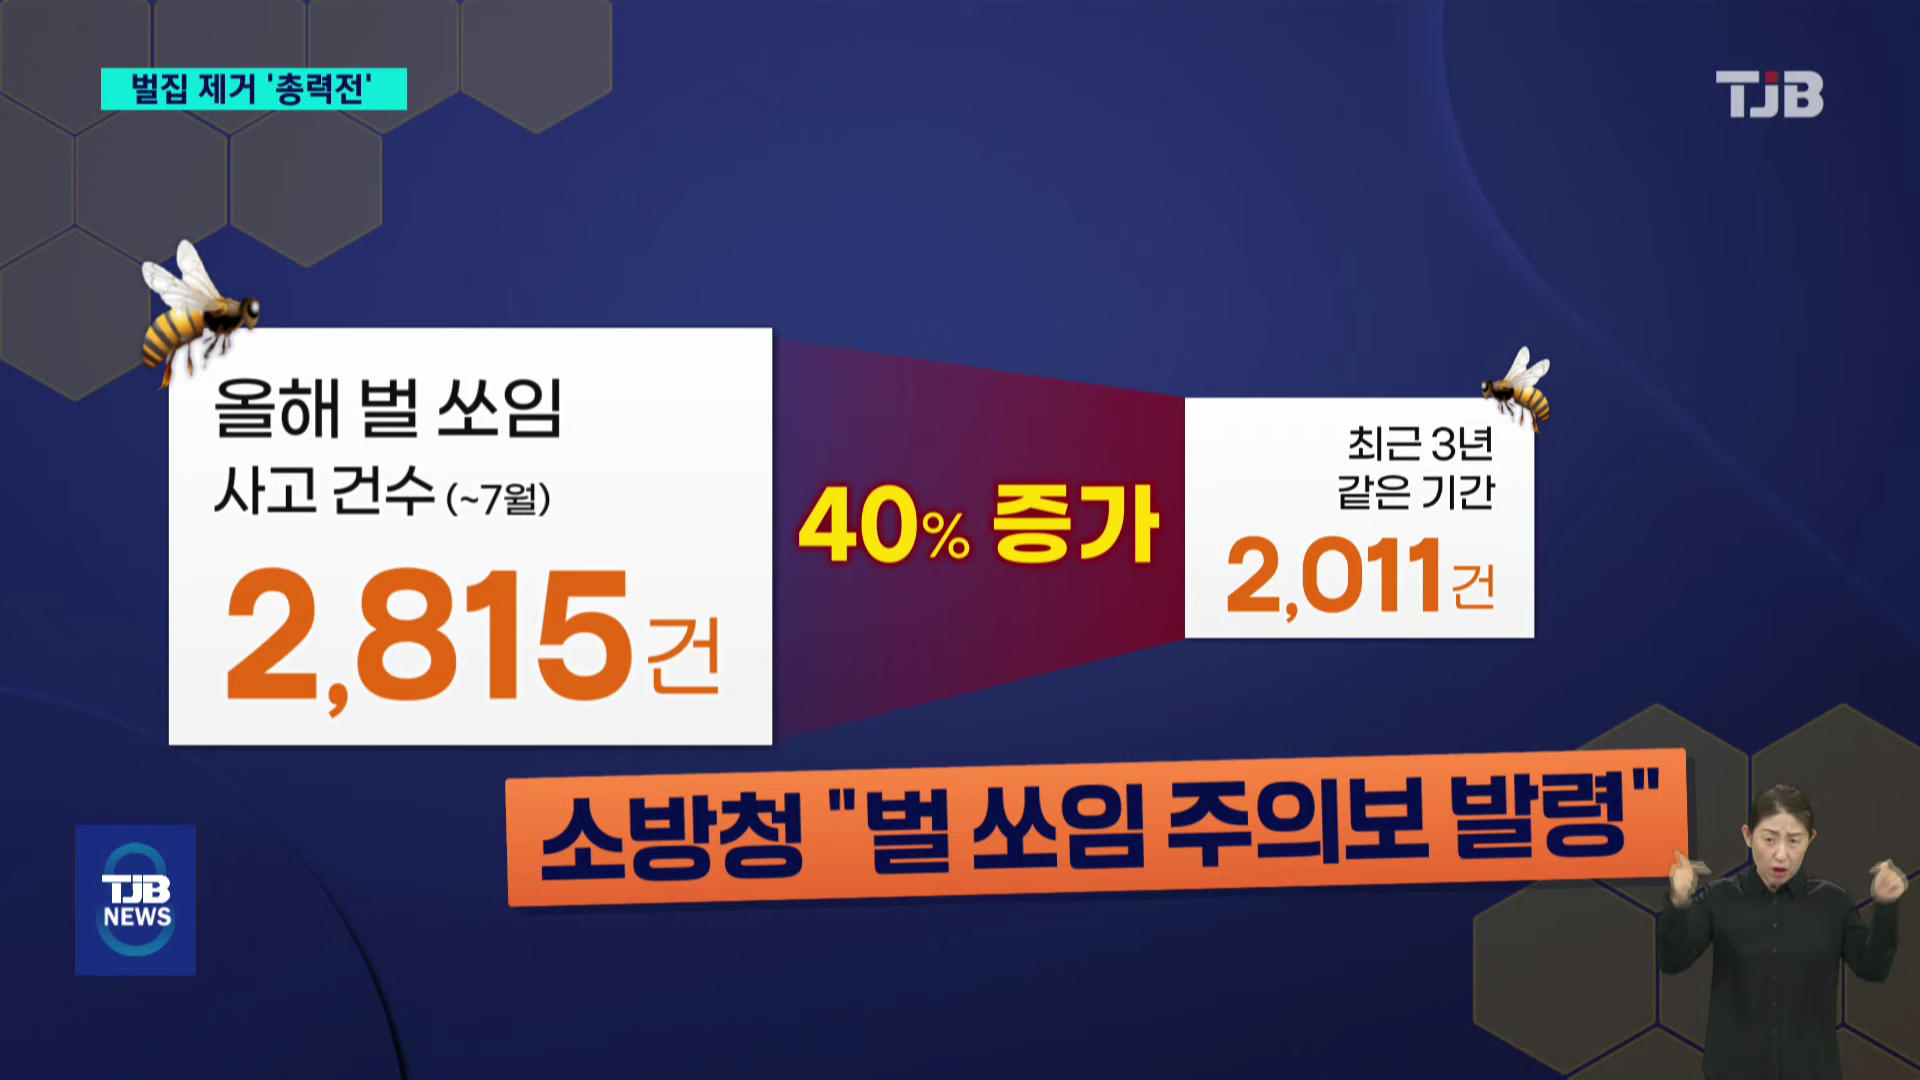 벌집 제거 '총력전'
TJB
올해 벌 쏘임
사고 건수 (~7월)
2,815건
40% 증가
최근 3년
같은 기간
2,011건
소방청 "벌 쏘임 주의보 발령"
TJB
NEWS